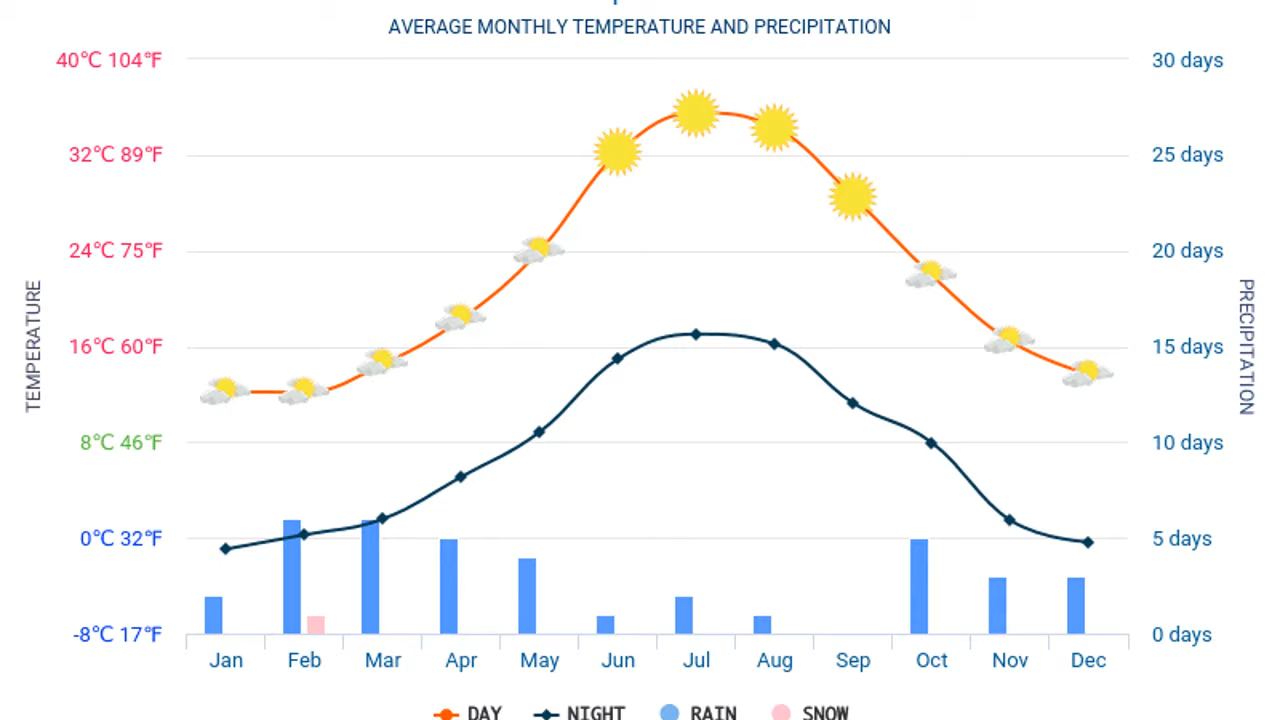 AVERAGE MONTHLY TEMPERATURE AND PRECIPITATION
40°C 104°F
30 days
32°C 89°F
25 days
24°C 75°F
20 days
16°C 60°F
15 days
8°C 46°F
10 days
0°C 32°F
5 days
-8°C 17°F
0 days
TEMPERATURE
PRECIPITATION
Jan Feb Mar Apr May Jun Jul Aug Sep Oct Nov Dec
DAY NIGHT RAIN SNOW